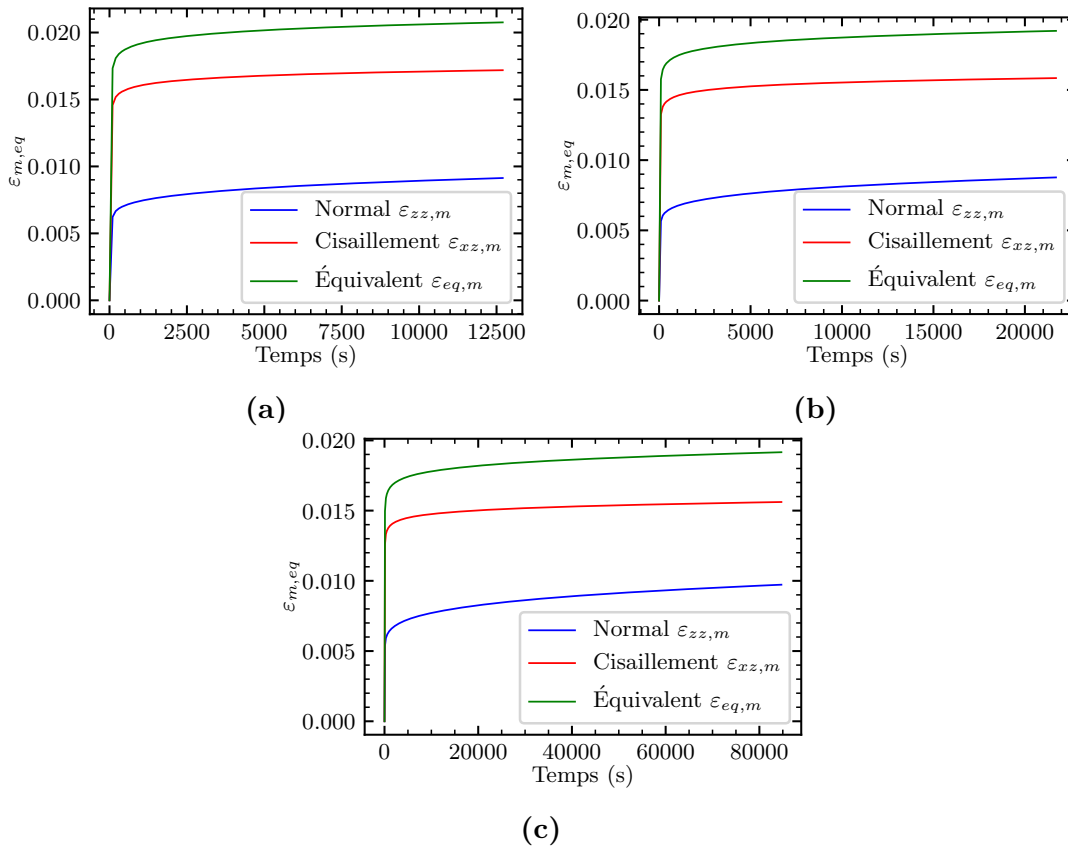 0.020
0.015
0.010
0.005
0.000
ε_{m,eq}
Normal ε_{zz,m}
Cisaillement ε_{xz,m}
Équivalent ε_{eq,m}
0 2500 5000 7500 10000 12500
Temps (s)
(a)
0.020
0.015
0.010
0.005
0.000
ε_{m,eq}
Normal ε_{zz,m}
Cisaillement ε_{xz,m}
Équivalent ε_{eq,m}
0 5000 10000 15000 20000
Temps (s)
(b)
0.020
0.015
0.010
0.005
0.000
ε_{m,eq}
Normal ε_{zz,m}
Cisaillement ε_{xz,m}
Équivalent ε_{eq,m}
0 20000 40000 60000 80000
Temps (s)
(c)